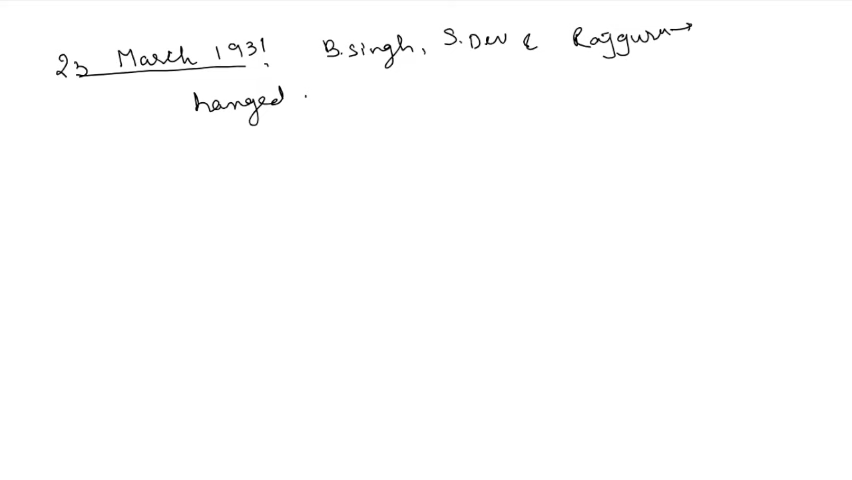 23 March 1931: B.Singh, S.Dev & Rajguru→
hanged.